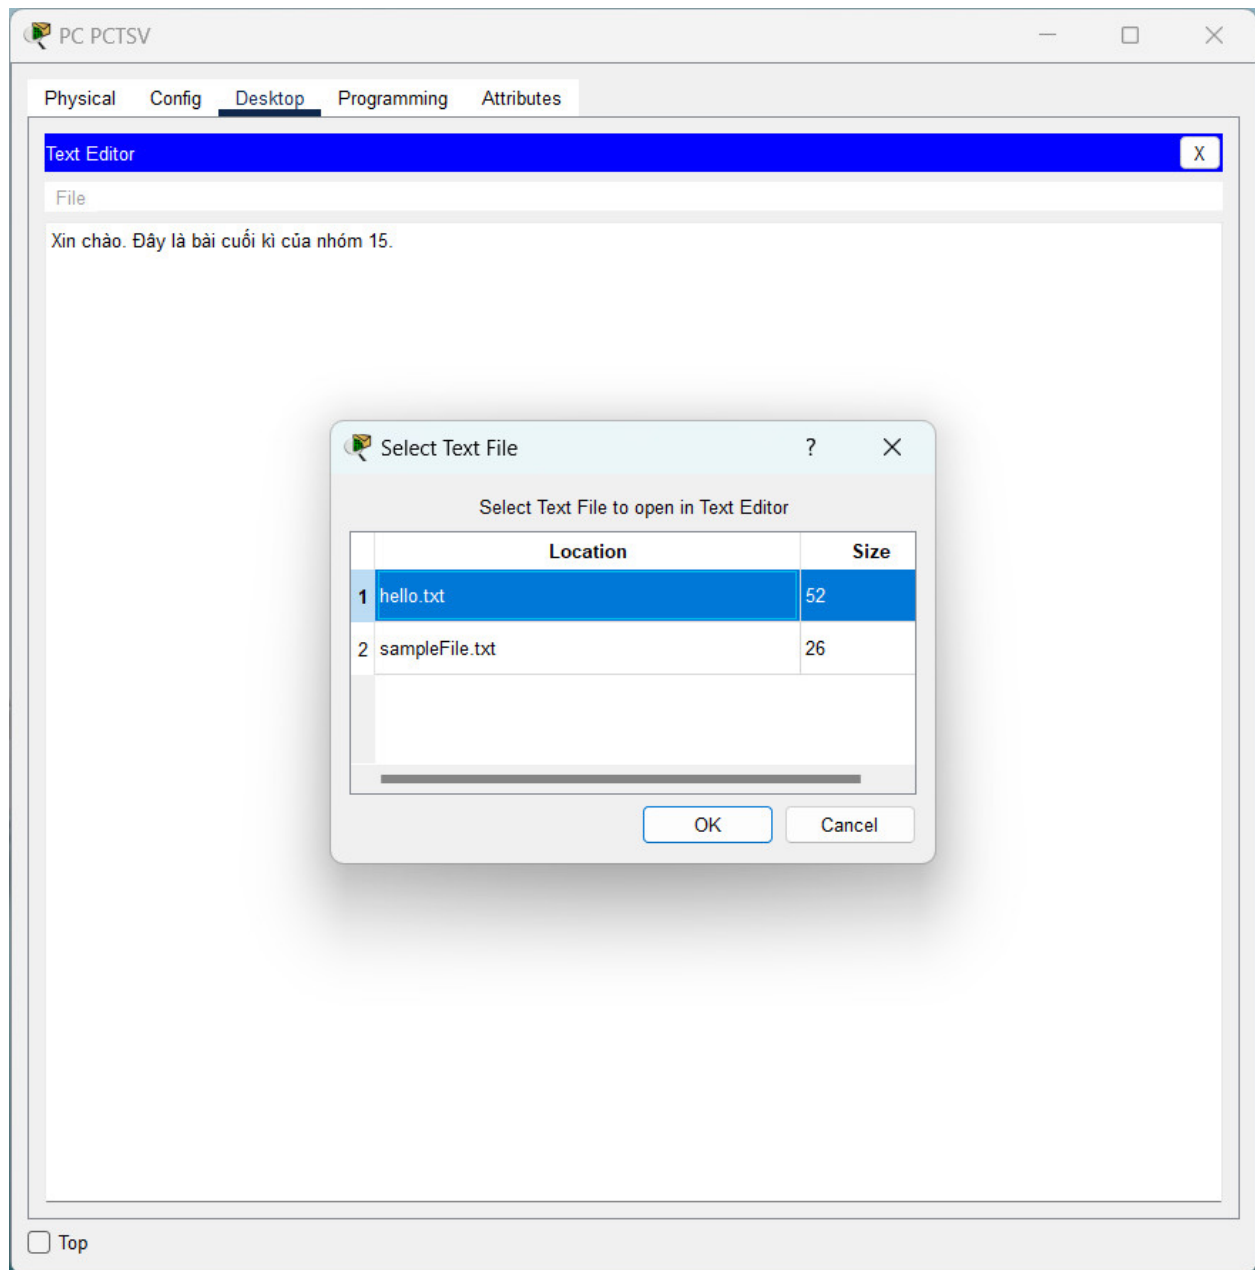 PC PCTSV
Physical Config Desktop Programming Attributes
Text Editor X
File
Xin chào. Đây là bài cuối kì của nhóm 15.
Select Text File ?
Select Text File to open in Text Editor
Location Size
1 hello.txt 52
2 sampleFile.txt 26
OK Cancel
Top